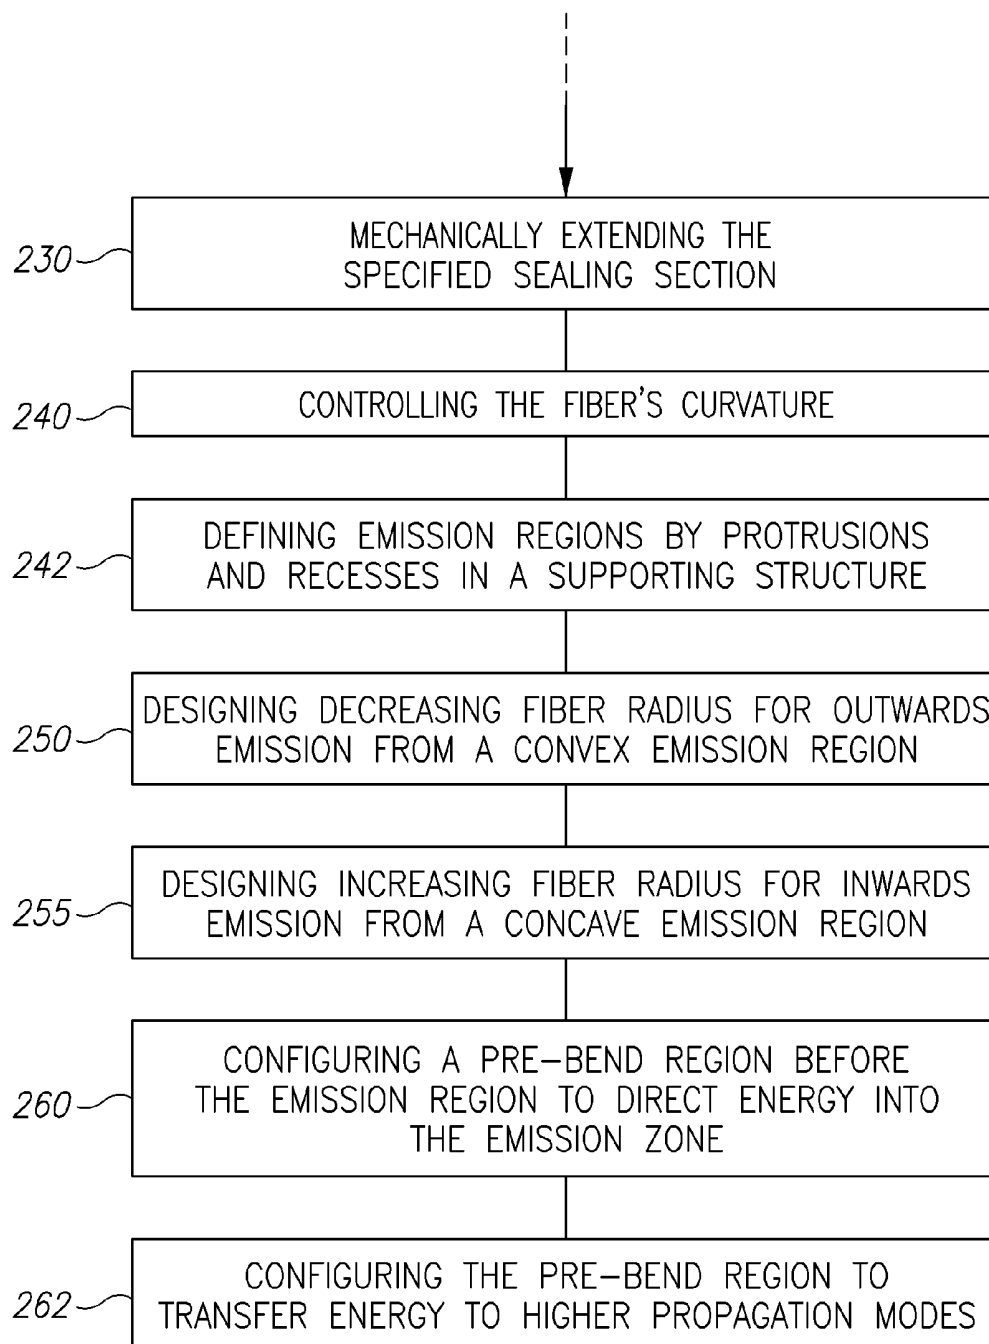 230
MECHANICALLY EXTENDING THE
SPECIFIED SEALING SECTION
240
CONTROLLING THE FIBER'S CURVATURE
242
DEFINING EMISSION REGIONS BY PROTRUSIONS
AND RECESSES IN A SUPPORTING STRUCTURE
250
DESIGNING DECREASING FIBER RADIUS FOR OUTWARDS
EMISSION FROM A CONVEX EMISSION REGION
255
DESIGNING INCREASING FIBER RADIUS FOR INWARDS
EMISSION FROM A CONCAVE EMISSION REGION
260
CONFIGURING A PRE-BEND REGION BEFORE
THE EMISSION REGION TO DIRECT ENERGY INTO
THE EMISSION ZONE
262
CONFIGURING THE PRE-BEND REGION TO
TRANSFER ENERGY TO HIGHER PROPAGATION MODES